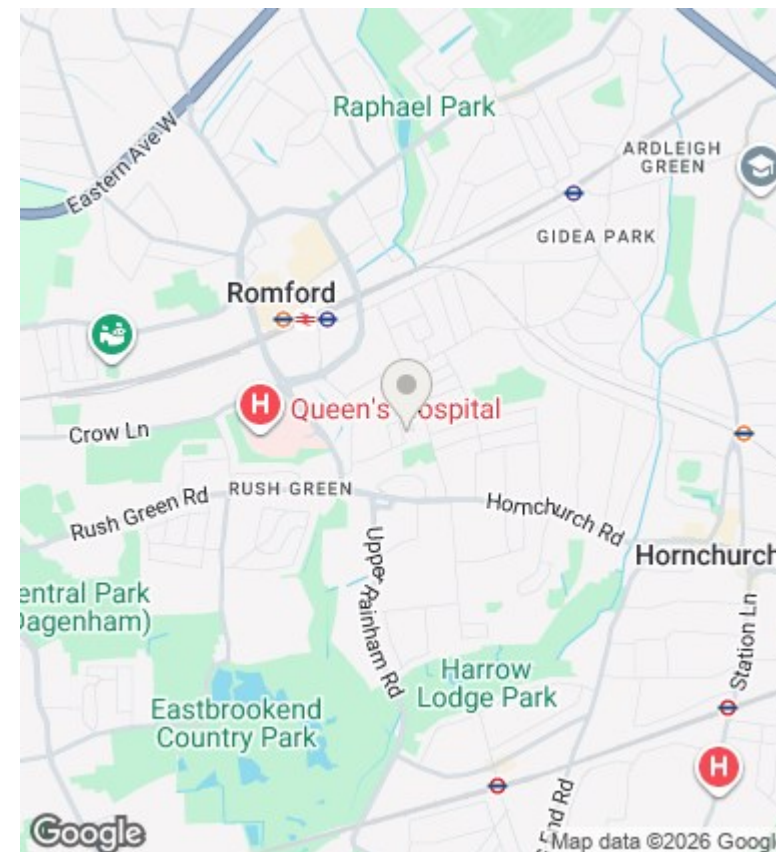 Raphael Park
Eastern Ave W
ARDLEIGH
GREEN
GIDEA PARK
Romford
H
Queen's Hospital
Crow Ln
RUSH GREEN
Rush Green Rd
Hornchurch Rd
Hornchurch
Upper Rainham Rd
entral Park
Dagenham)
Station Ln
Harrow
Lodge Park
Eastbrookend
Country Park
H
End Rd
Google
Map data ©2026 Googl